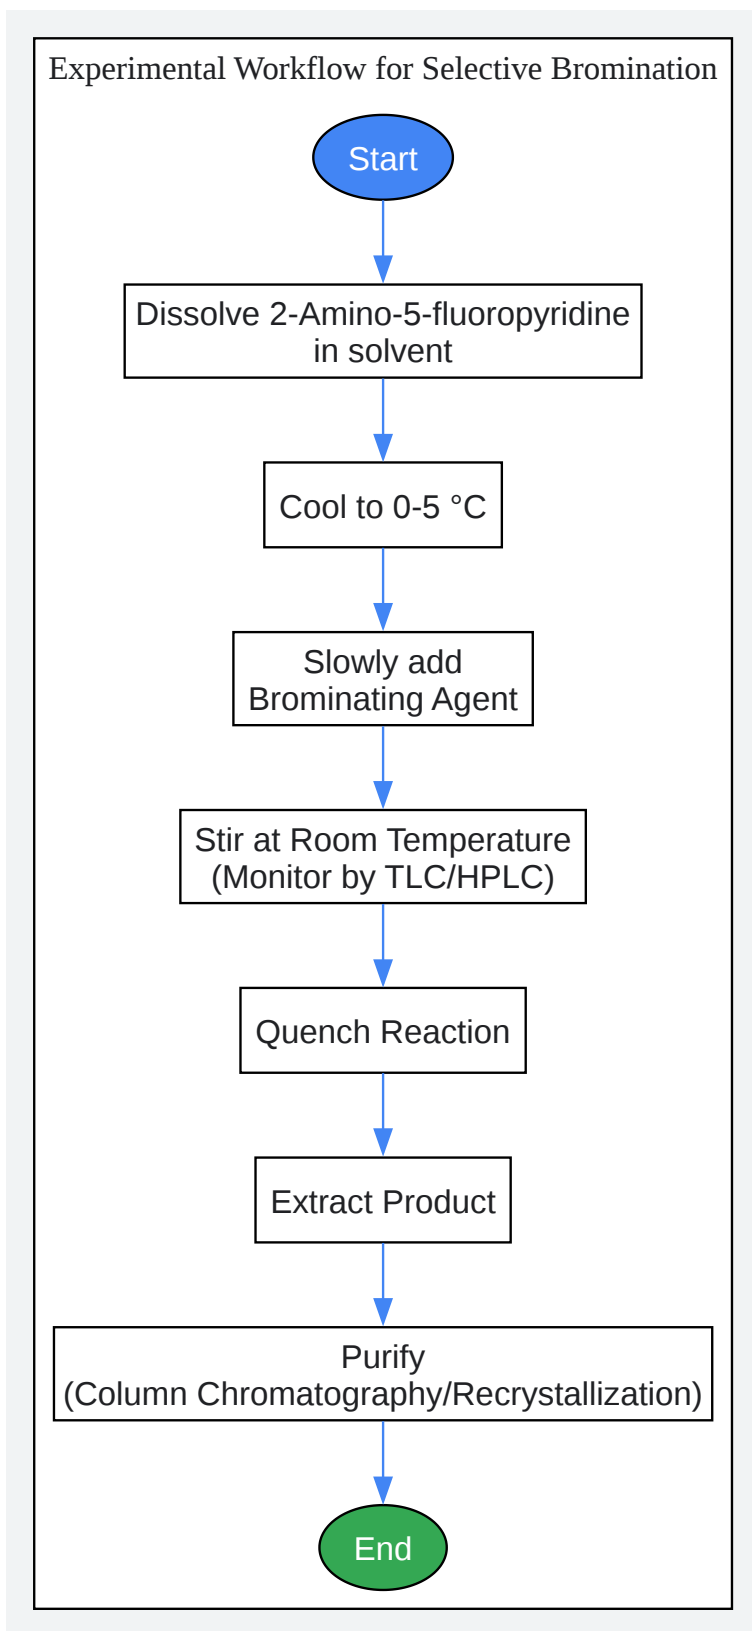 Experimental Workflow for Selective Bromination
Start
Dissolve 2-Amino-5-fluoropyridine
in solvent
Cool to 0-5 °C
Slowly add
Brominating Agent
Stir at Room Temperature
(Monitor by TLC/HPLC)
Quench Reaction
Extract Product
Purify
(Column Chromatography/Recrystallization)
End